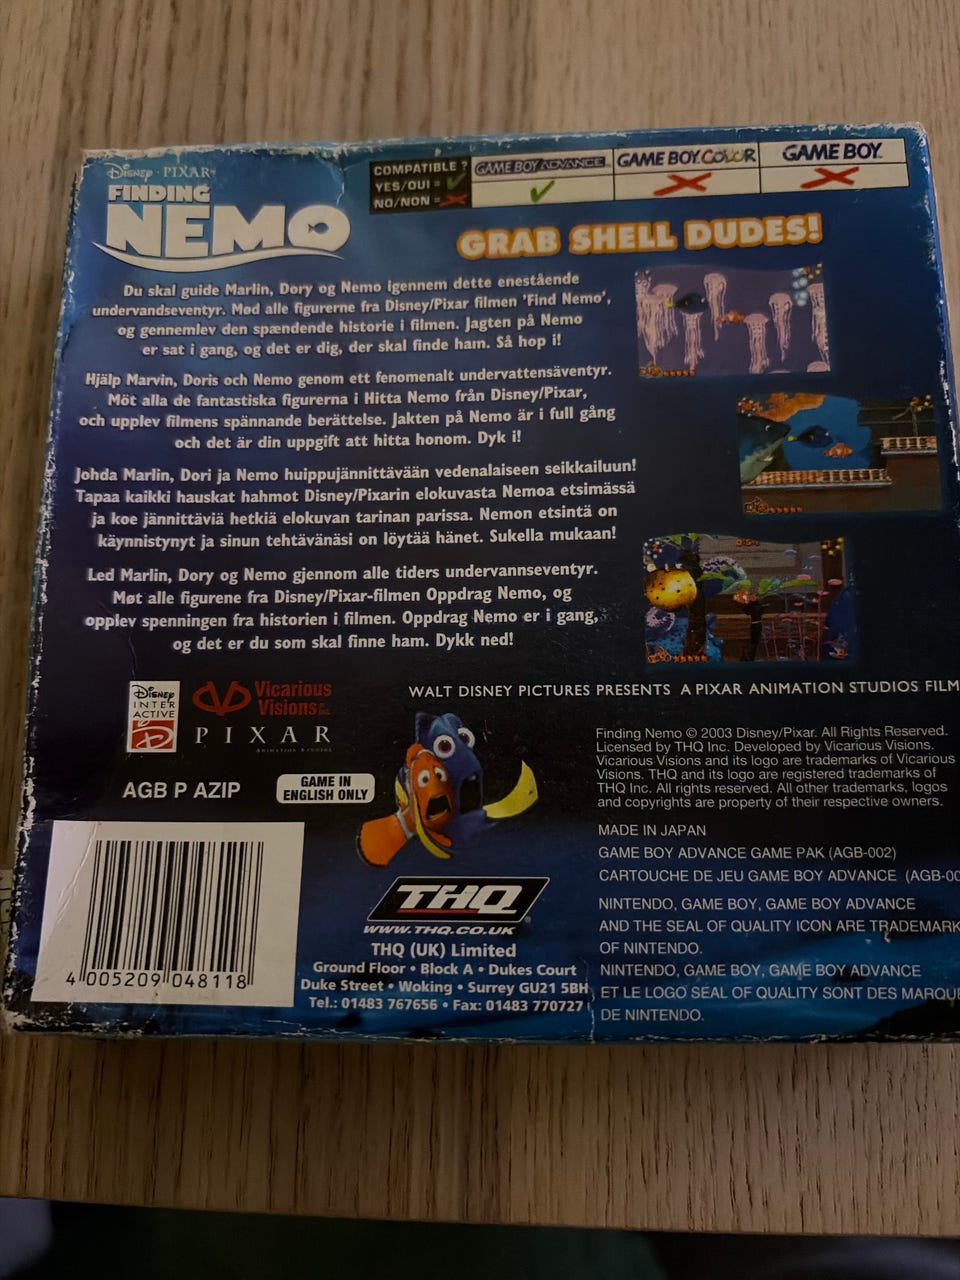 DISNEY • PIXAR
FINDING
NEMO
COMPATIBLE ?
YES/OUI =
NO/NON =
GAME BOY ADVANCE
GAME BOY COLOR
GAME BOY
GRAB SHELL DUDES!
Du skal guide Marlin, Dory og Nemo igennem dette enestående
undervandseventyr. Mød alle figurerne fra Disney/Pixar filmen 'Find Nemo',
og gennemlev den spændende historie i filmen. Jagten på Nemo
er sat i gang, og det er dig, der skal finde ham. Så hop i!
Hjälp Marvin, Doris och Nemo genom ett fenomenalt undervattensäventyr.
Möt alla de fantastiska figurerna i Hitta Nemo från Disney/Pixar,
och upplev filmens spännande berättelse. Jakten på Nemo är i full gång
och det är din uppgift att hitta honom. Dyk i!
Johda Marlin, Dori ja Nemo huippujännittävään vedenalaiseen seikkailuun!
Tapaa kaikki hauskat hahmot Disney/Pixarin elokuvasta Nemoa etsimässä
ja koe jännittäviä hetkiä elokuvan tarinan parissa. Nemon etsintä on
käynnistynyt ja sinun tehtävänäsi on löytää hänet. Sukella mukaan!
Led Marlin, Dory og Nemo gjennom alle tiders undervannseventyr.
Møt alle figurene fra Disney/Pixar-filmen Oppdrag Nemo, og
opplev spenningen fra historien i filmen. Oppdrag Nemo er i gang,
og det er du som skal finne ham. Dykk ned!
DISNEY
INTER
ACTIVE
Vicarious
Visions
PIXAR
ANIMATION STUDIOS
WALT DISNEY PICTURES PRESENTS A PIXAR ANIMATION STUDIOS FILM
AGB P AZIP
GAME IN
ENGLISH ONLY
Finding Nemo © 2003 Disney/Pixar. All Rights Reserved.
Licensed by THQ Inc. Developed by Vicarious Visions.
Vicarious Visions and its logo are trademarks of Vicarious
Visions. THQ and its logo are registered trademarks of
THQ Inc. All rights reserved. All other trademarks, logos
and copyrights are property of their respective owners.
MADE IN JAPAN
GAME BOY ADVANCE GAME PAK (AGB-002)
CARTOUCHE DE JEU GAME BOY ADVANCE (AGB-00
NINTENDO, GAME BOY, GAME BOY ADVANCE
AND THE SEAL OF QUALITY ICON ARE TRADEMARK
OF NINTENDO.
NINTENDO, GAME BOY, GAME BOY ADVANCE
ET LE LOGO SEAL OF QUALITY SONT DES MARQUE
DE NINTENDO.
THQ
WWW.THQ.CO.UK
THQ (UK) Limited
Ground Floor • Block A • Dukes Court
Duke Street • Woking • Surrey GU21 5BH
Tel.: 01483 767656 • Fax: 01483 770727
4 005209 048118